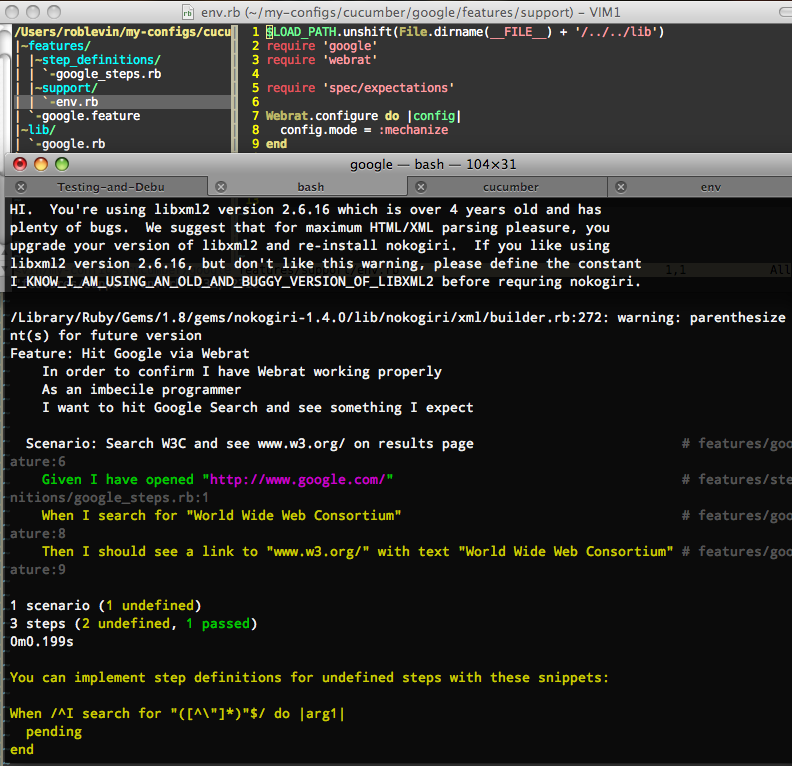 env.rb (~/my-configs/cucumber/google/features/support) – VIM1
/Users/roblevin/my-configs/cucu
|~features/
| |~step_definitions/
| | `-google_steps.rb
| |~support/
| | `-env.rb
| `-google.feature
|~lib/
| `-google.rb
1 $LOAD_PATH.unshift(File.dirname(__FILE__) + '/../../lib')
2 require 'google'
3 require 'webrat'
4
5 require 'spec/expectations'
6
7 Webrat.configure do |config|
8   config.mode = :mechanize
9 end
google — bash — 104×31
Testing-and-Debu
bash
cucumber
env
HI.  You're using libxml2 version 2.6.16 which is over 4 years old and has
plenty of bugs.  We suggest that for maximum HTML/XML parsing pleasure, you
upgrade your version of libxml2 and re-install nokogiri.  If you like using
libxml2 version 2.6.16, but don't like this warning, please define the constant
I_KNOW_I_AM_USING_AN_OLD_AND_BUGGY_VERSION_OF_LIBXML2 before requring nokogiri.
1,1 All
/Library/Ruby/Gems/1.8/gems/nokogiri-1.4.0/lib/nokogiri/xml/builder.rb:272: warning: parenthesize
nt(s) for future version
Feature: Hit Google via Webrat
    In order to confirm I have Webrat working properly
    As an imbecile programmer
    I want to hit Google Search and see something I expect
  Scenario: Search W3C and see www.w3.org/ on results page # features/goo
ature:6
    Given I have opened "http://www.google.com/" # features/ste
nitions/google_steps.rb:1
    When I search for "World Wide Web Consortium" # features/goo
ature:8
    Then I should see a link to "www.w3.org/" with text "World Wide Web Consortium" # features/goo
ature:9
1 scenario (1 undefined)
3 steps (2 undefined, 1 passed)
0m0.199s
You can implement step definitions for undefined steps with these snippets:
When /^I search for "([^\"]*)"$/ do |arg1|
  pending
end